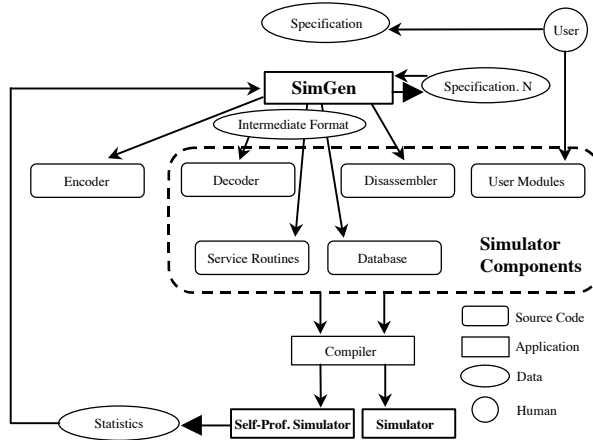 Specification
User
SimGen
Specification. N
Intermediate Format
Encoder
Decoder
Disassembler
User Modules
Service Routines
Database
Simulator
Components
Source Code
Compiler
Application
Data
Statistics
Self-Prof. Simulator
Simulator
Human